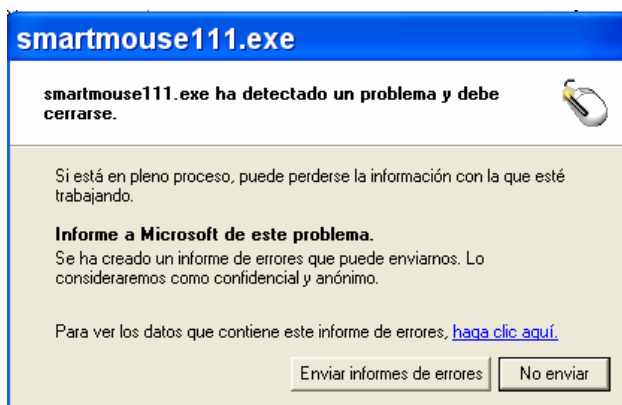 smartmouse111.exe
smartmouse111.exe ha detectado un problema y debe
cerrarse.
Si está en pleno proceso, puede perderse la información con la que esté
trabajando.
Informe a Microsoft de este problema.
Se ha creado un informe de errores que puede enviarnos. Lo
consideraremos como confidencial y anónimo.
Para ver los datos que contiene este informe de errores, haga clic aquí.
Enviar informes de errores No enviar